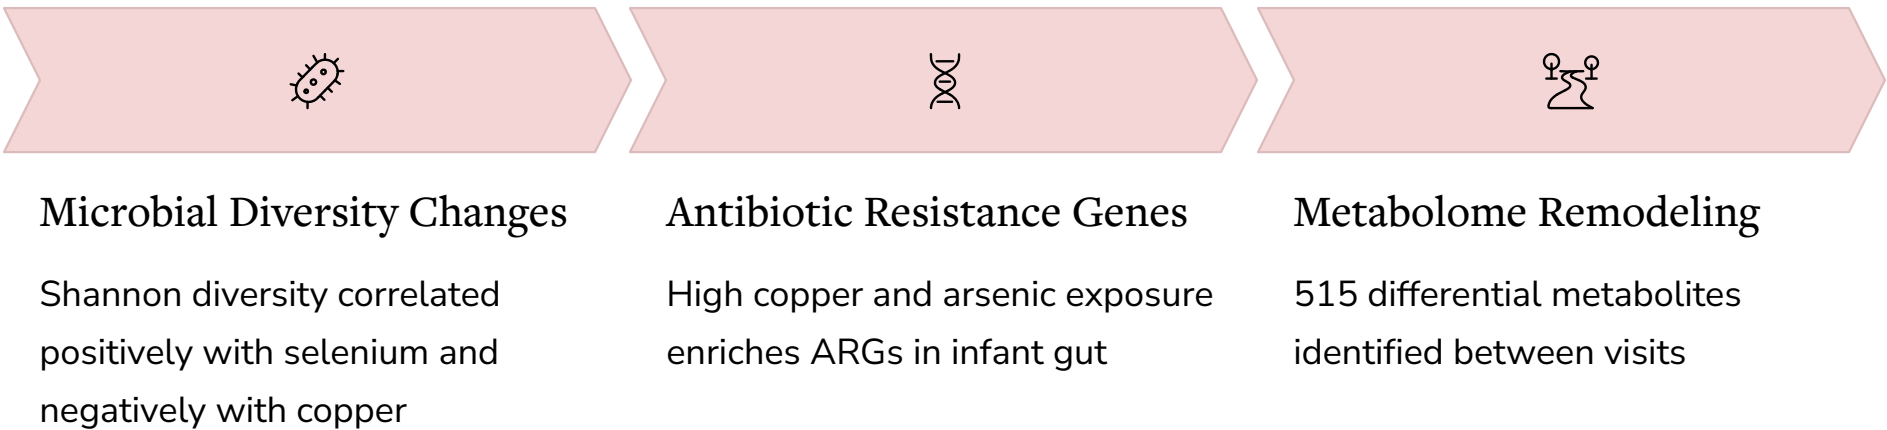 Microbial Diversity Changes
Shannon diversity correlated
positively with selenium and
negatively with copper
Antibiotic Resistance Genes
High copper and arsenic exposure
enriches ARGs in infant gut
Metabolome Remodeling
515 differential metabolites
identified between visits